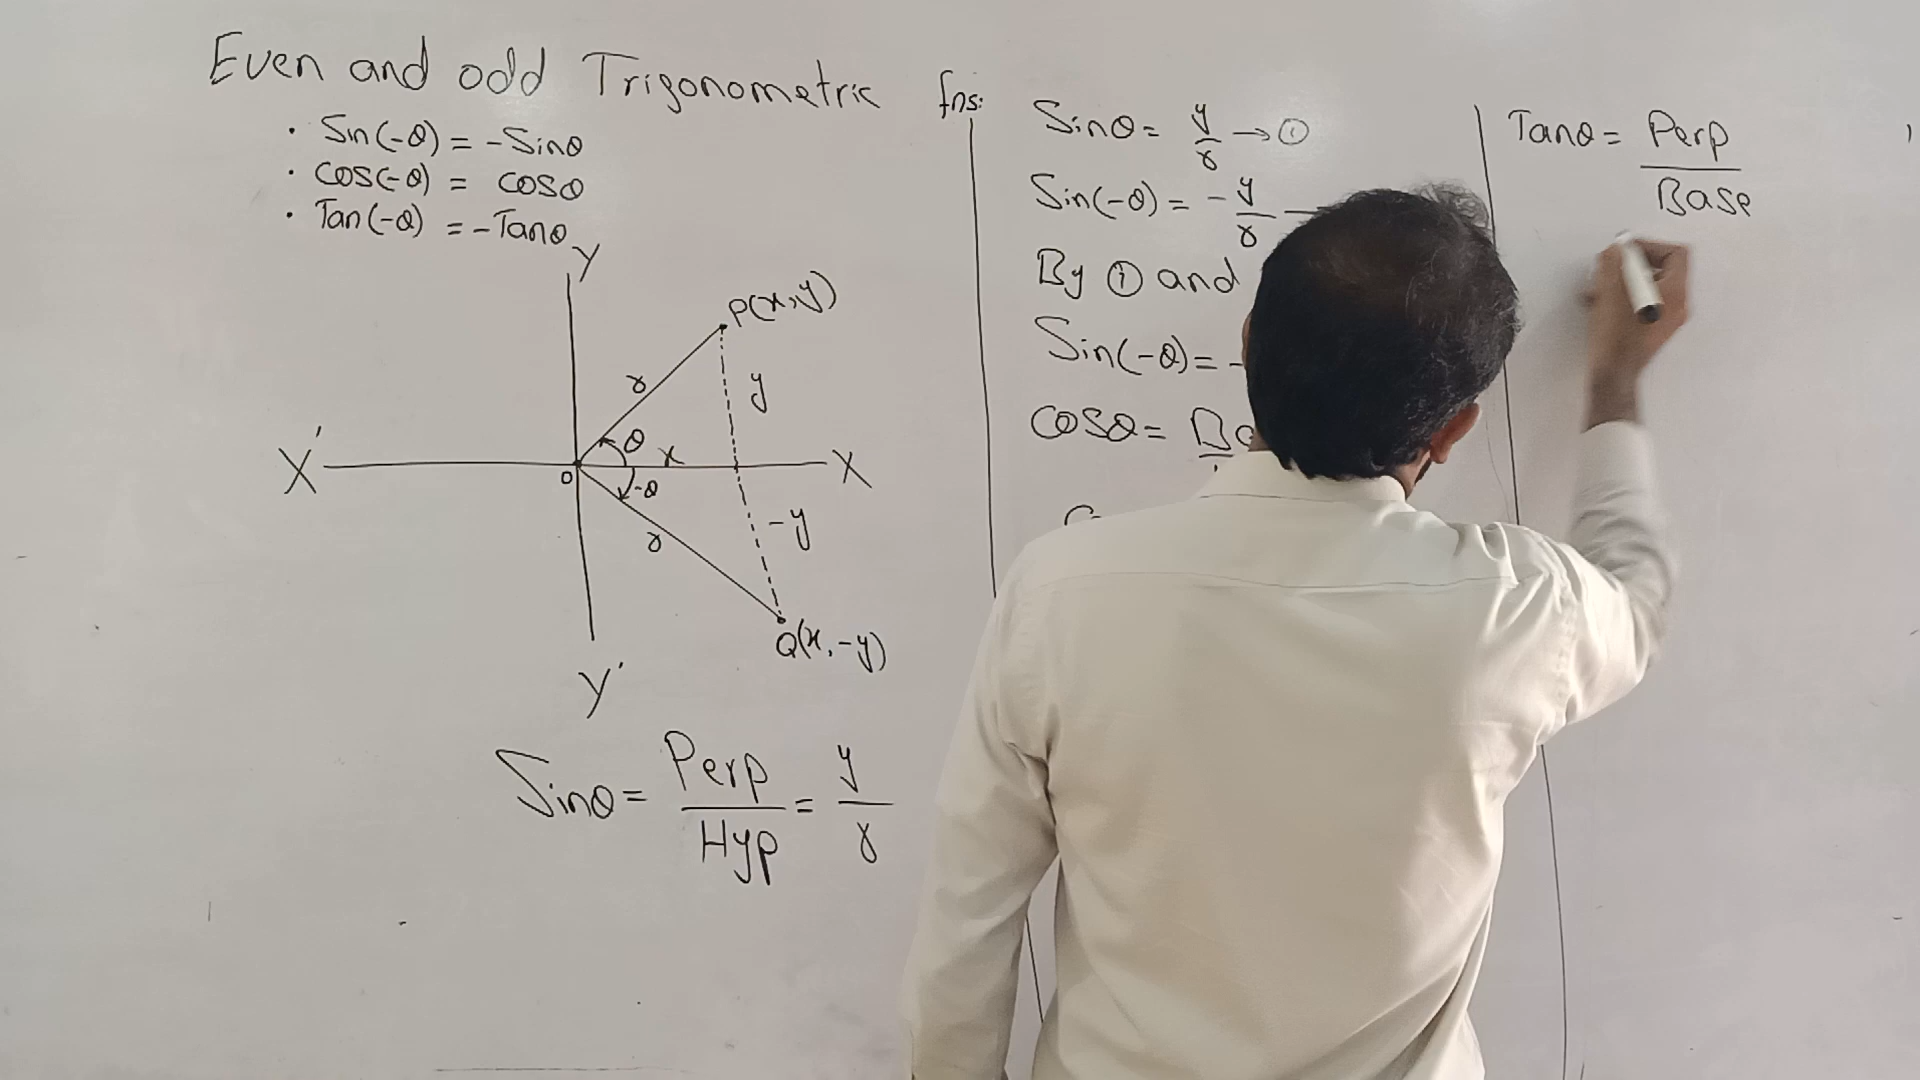 Even and odd Trigonometric fns:
• Sin(-θ) = -Sinθ
• Cos(-θ) = Cosθ
• Tan(-θ) = -Tanθ
Y
P(x,y)
r
y
θ
x
X'
X
o
-θ
-y
r
Q(x,-y)
Y'
Sinθ = Perp/Hyp = y/r
Sinθ = y/r → ①
Sin(-θ) = -y/r
By ① and
Sin(-θ) = -
Cosθ =
Tanθ = Perp/Base